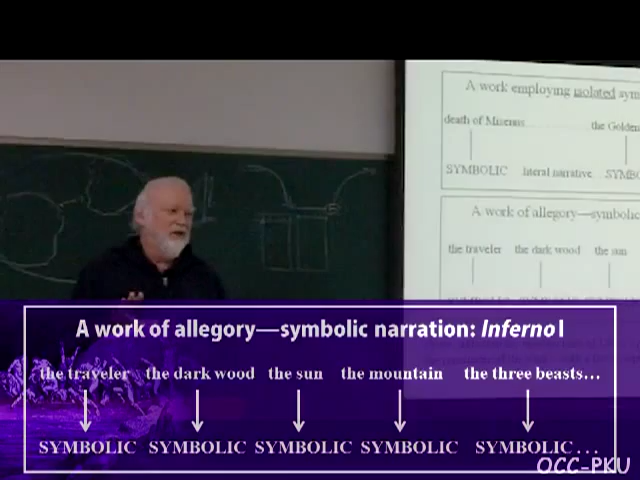 A work employing isolated sym
death of Misenus the Golden
SYMBOLIC literal narrative SYMBO
A work of allegory—symbolic
the traveler the dark wood the sun
A work of allegory—symbolic narration: Inferno I
the traveler the dark wood the sun the mountain the three beasts...
SYMBOLIC SYMBOLIC SYMBOLIC SYMBOLIC SYMBOLIC ...
OCC-PKU